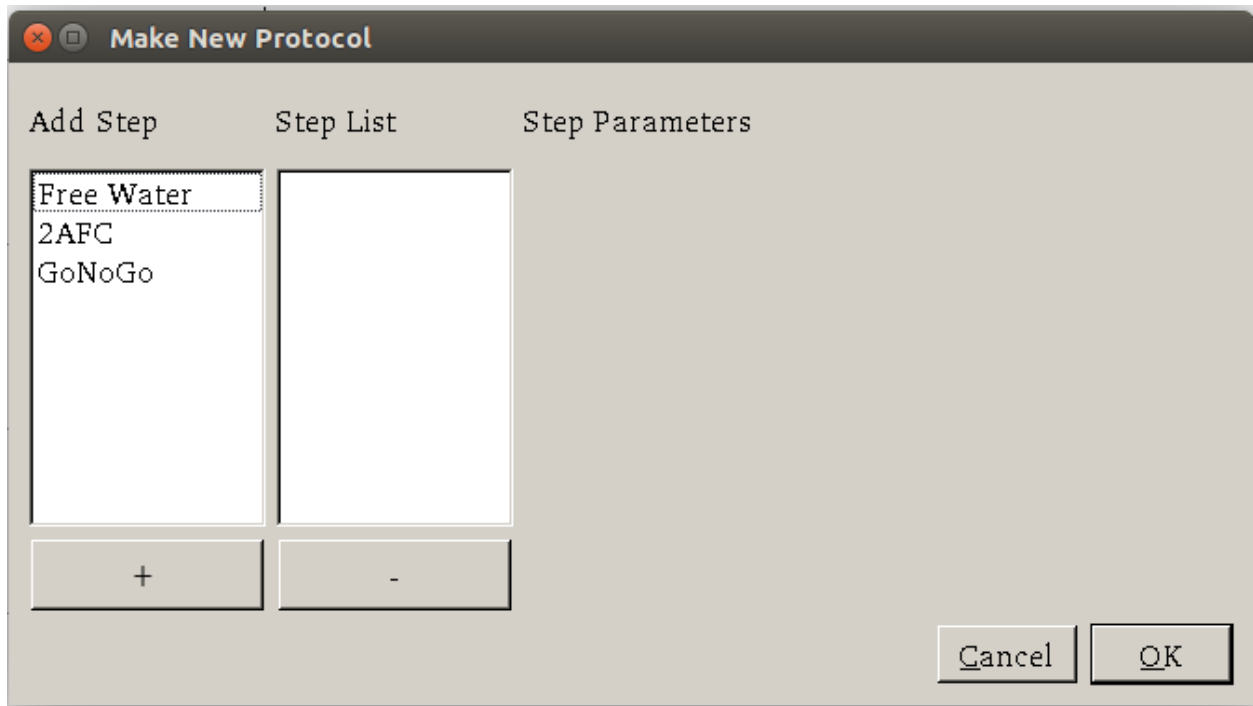 Make New Protocol
Add Step Step List Step Parameters
Free Water
2AFC
GoNoGo
+ -
Cancel OK